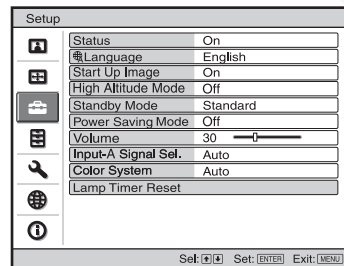 Setup
Status On
Language English
Start Up Image On
High Altitude Mode Off
Standby Mode Standard
Power Saving Mode Off
Volume 30
Input-A Signal Sel. Auto
Color System Auto
Lamp Timer Reset
Sel: Set: ENTER Exit: MENU